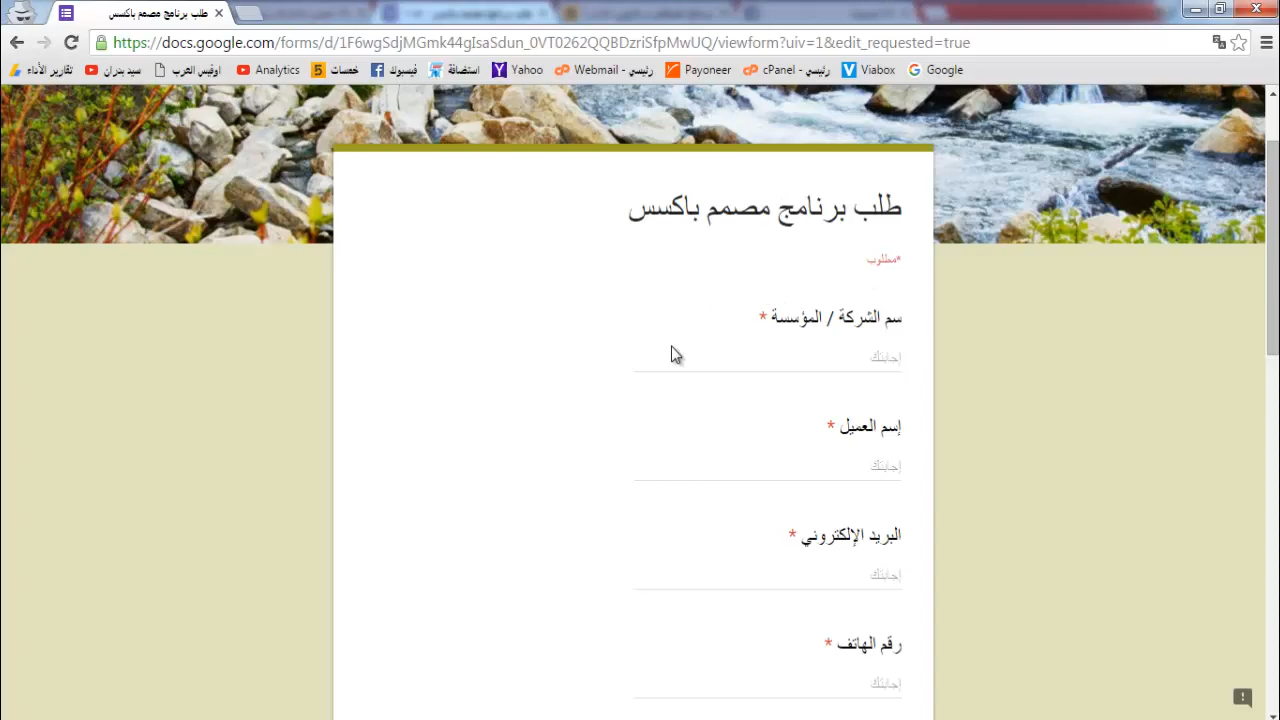 طلب برنامج مصمم باكسس
https://docs.google.com/forms/d/1F6wgSdjMGmk44gIsaSdun_0VT0262QQBDzriSfpMwUQ/viewform?uiv=1&edit_requested=true
تقارير الأداء سيد بدران اوفيس العرب Analytics خمسات فيسبوك استضافة Yahoo Webmail - رئيسي Payoneer cPanel - رئيسي Viabox Google
طلب برنامج مصمم باكسس
*مطلوب
سم الشركة / المؤسسة *
إجابتك
إسم العميل *
إجابتك
البريد الإلكتروني *
إجابتك
رقم الهاتف *
إجابتك